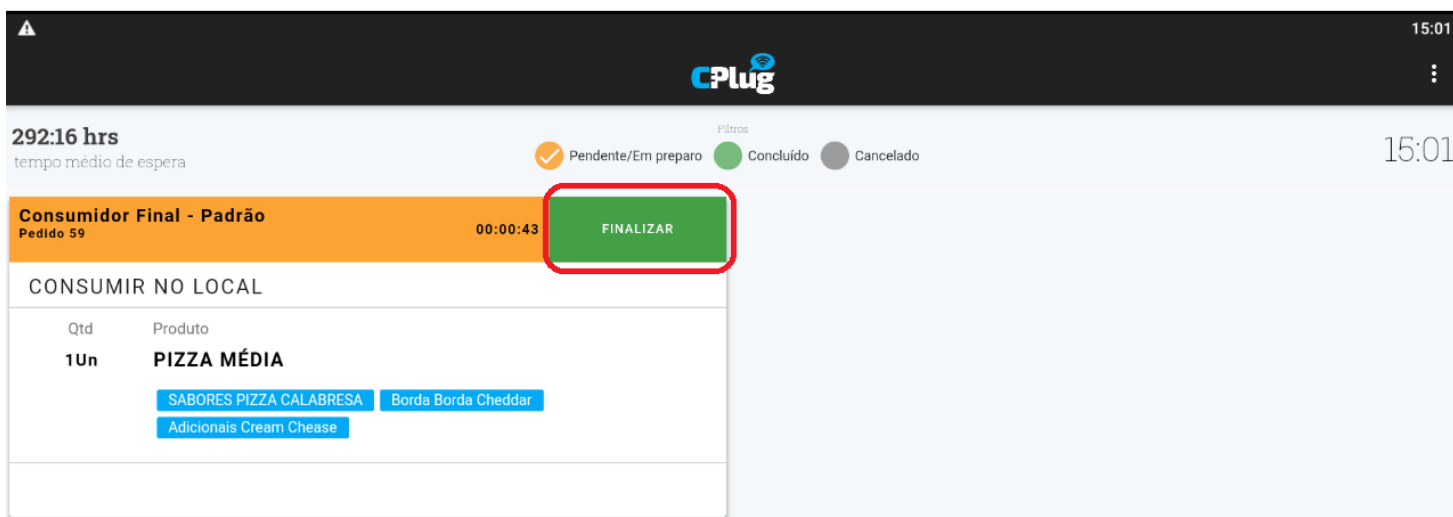 15:01
CPlug
292:16 hrs
tempo médio de espera
Filtros
Pendente/Em preparo Concluído Cancelado
15:01
Consumidor Final - Padrão
Pedido 59
00:00:43
FINALIZAR
CONSUMIR NO LOCAL
Qtd Produto
1Un PIZZA MÉDIA
SABORES PIZZA CALABRESA Borda Borda Cheddar
Adicionais Cream Chease